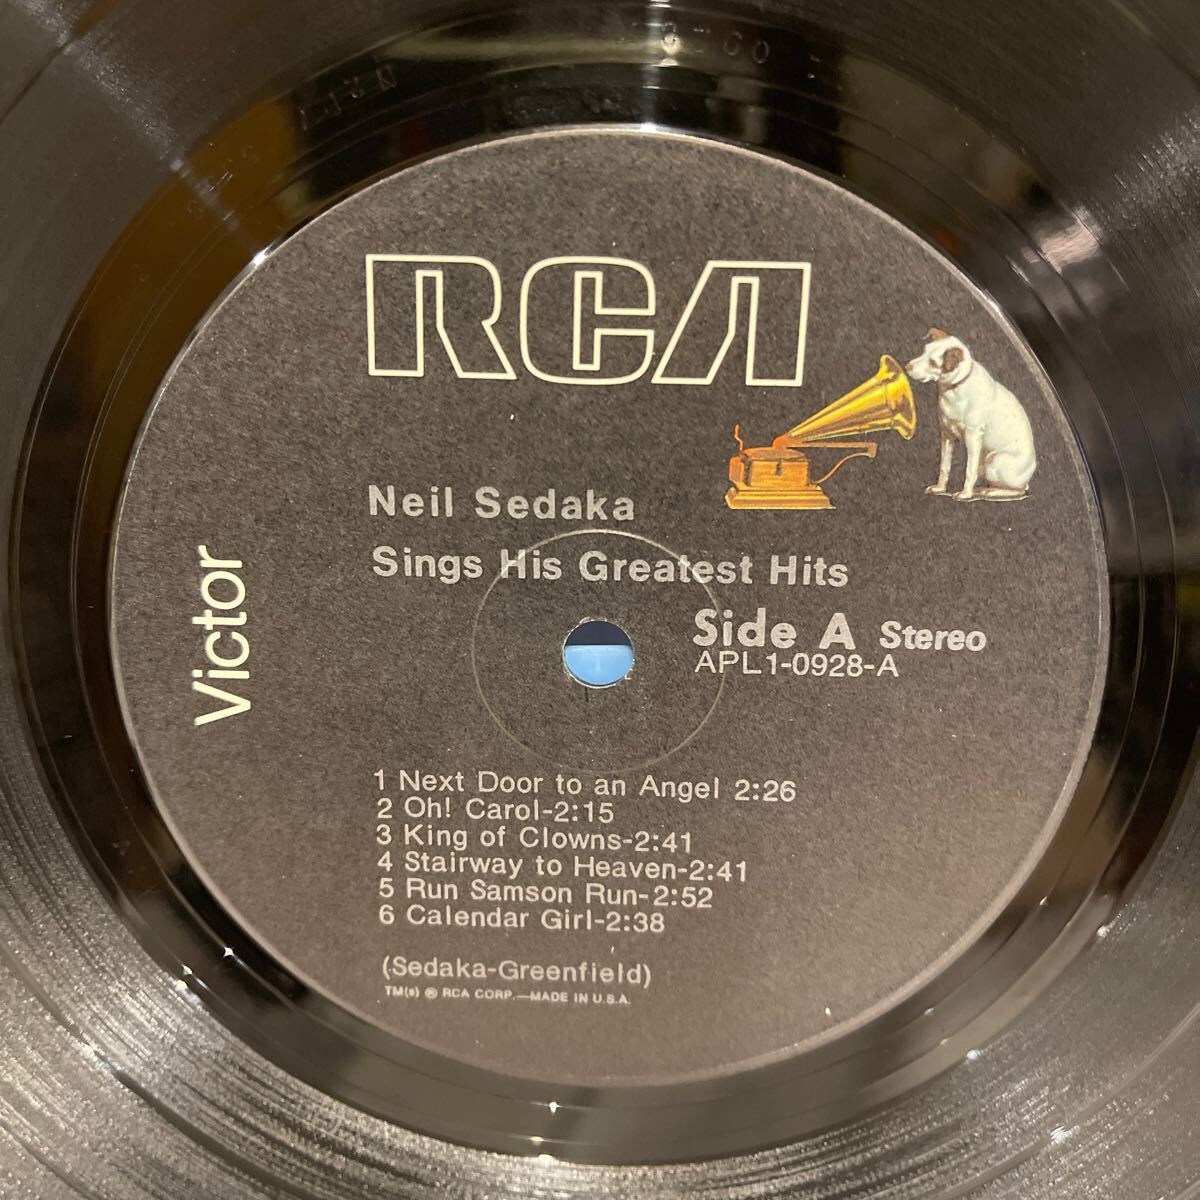 RCA
Victor
Neil Sedaka
Sings His Greatest Hits
Side A Stereo
APL1-0928-A
1 Next Door to an Angel 2:26
2 Oh! Carol-2:15
3 King of Clowns-2:41
4 Stairway to Heaven-2:41
5 Run Samson Run-2:52
6 Calendar Girl-2:38
(Sedaka-Greenfield)
TM(s) ® RCA CORP.—MADE IN U.S.A.